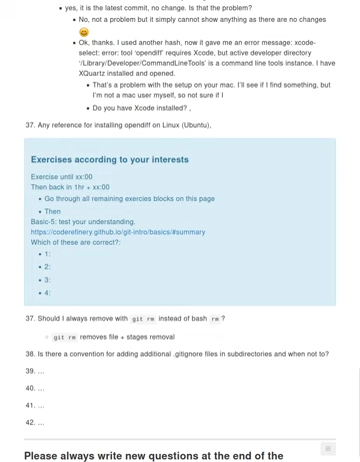 yes, it is the latest commit, no change. Is that the problem?
No, not a problem but it simply cannot show anything as there are no changes
Ok, thanks. I used another hash, now it gave me an error message: xcode-
select: error: tool 'opendiff' requires Xcode, but active developer directory
'/Library/Developer/CommandLineTools' is a command line tools instance. I have
XQuartz installed and opened.
That's a problem with the setup on your mac. I'll see if I find something, but
I'm not a mac user myself, so not sure if I
Do you have Xcode installed? ,
37. Any reference for installing opendiff on Linux (Ubuntu),
Exercises according to your interests
Exercise until xx:00
Then back in 1hr + xx:00
Go through all remaining exercies blocks on this page
Then
Basic-5: test your understanding.
https://coderefinery.github.io/git-intro/basics/#summary
Which of these are correct?:
1:
2:
3:
4:
37. Should I always remove with git rm instead of bash rm ?
git rm removes file + stages removal
38. Is there a convention for adding additional .gitignore files in subdirectories and when not to?
39. ...
40. ...
41. ...
42. ...
Please always write new questions at the end of the